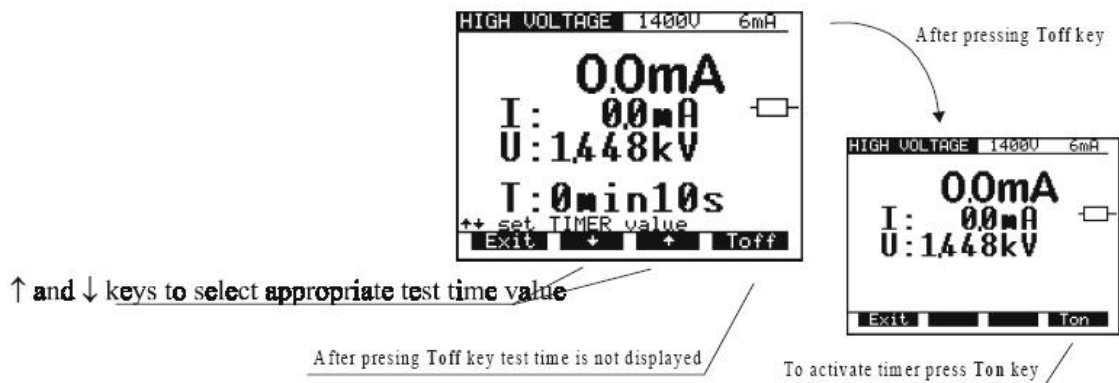 HIGH VOLTAGE 1400V 6mA
0.0mA
I: 0.0mA
U:1.448kV
T:0min10s
↑↓ set TIMER value
Exit ↓ ↑ Toff
After pressing Toff key
HIGH VOLTAGE 1400V 6mA
0.0mA
I: 0.0mA
U:1.448kV
Exit Ton
↑ and ↓ keys to select appropriate test time value
After presing Toff key test time is not displayed
To activate timer press Ton key